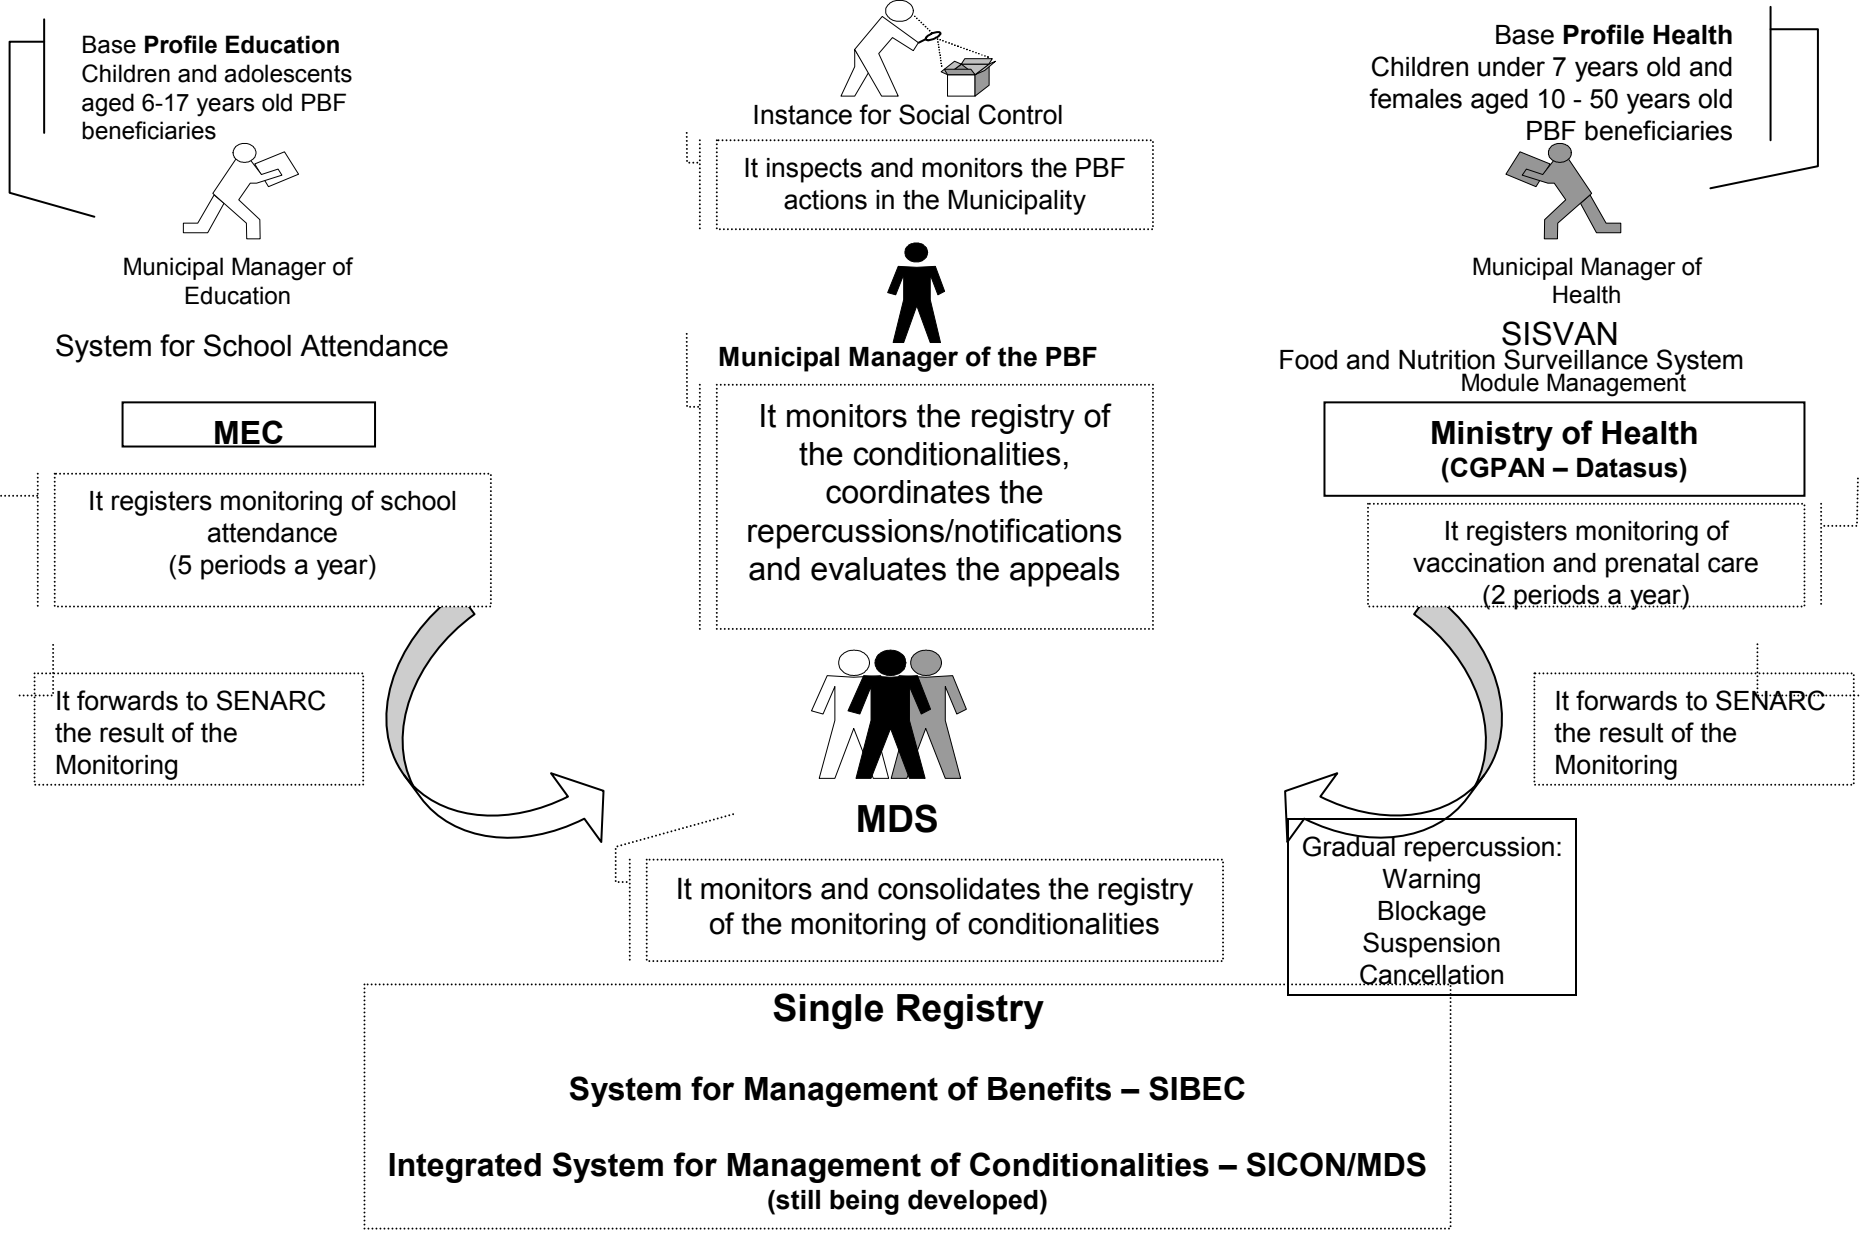 Base Profile Education
Children and adolescents
aged 6-17 years old PBF
beneficiaries
Municipal Manager of
Education
System for School Attendance
MEC
It registers monitoring of school
attendance
(5 periods a year)
It forwards to SENARC
the result of the
Monitoring
Instance for Social Control
It inspects and monitors the PBF
actions in the Municipality
Municipal Manager of the PBF
It monitors the registry of
the conditionalities,
coordinates the
repercussions/notifications
and evaluates the appeals
MDS
It monitors and consolidates the registry
of the monitoring of conditionalities
Base Profile Health
Children under 7 years old and
females aged 10 - 50 years old
PBF beneficiaries
Municipal Manager of
Health
SISVAN
Food and Nutrition Surveillance System
Module Management
Ministry of Health
(CGPAN – Datasus)
It registers monitoring of
vaccination and prenatal care
(2 periods a year)
It forwards to SENARC
the result of the
Monitoring
Gradual repercussion:
Warning
Blockage
Suspension
Cancellation
Single Registry
System for Management of Benefits – SIBEC
Integrated System for Management of Conditionalities – SICON/MDS
(still being developed)